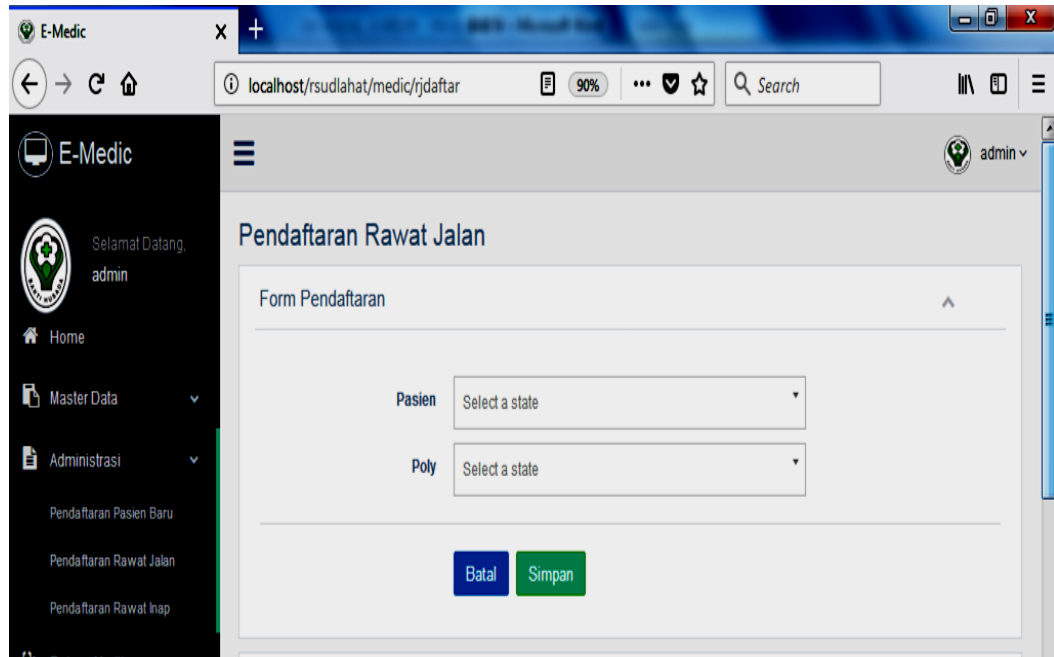 E-Medic
localhost/rsudlahat/medic/rjdaftar
90%
Search
E-Medic
admin
Selamat Datang,
admin
Home
Master Data
Administrasi
Pendaftaran Pasien Baru
Pendaftaran Rawat Jalan
Pendaftaran Rawat Inap
Pendaftaran Rawat Jalan
Form Pendaftaran
Pasien
Select a state
Poly
Select a state
Batal
Simpan